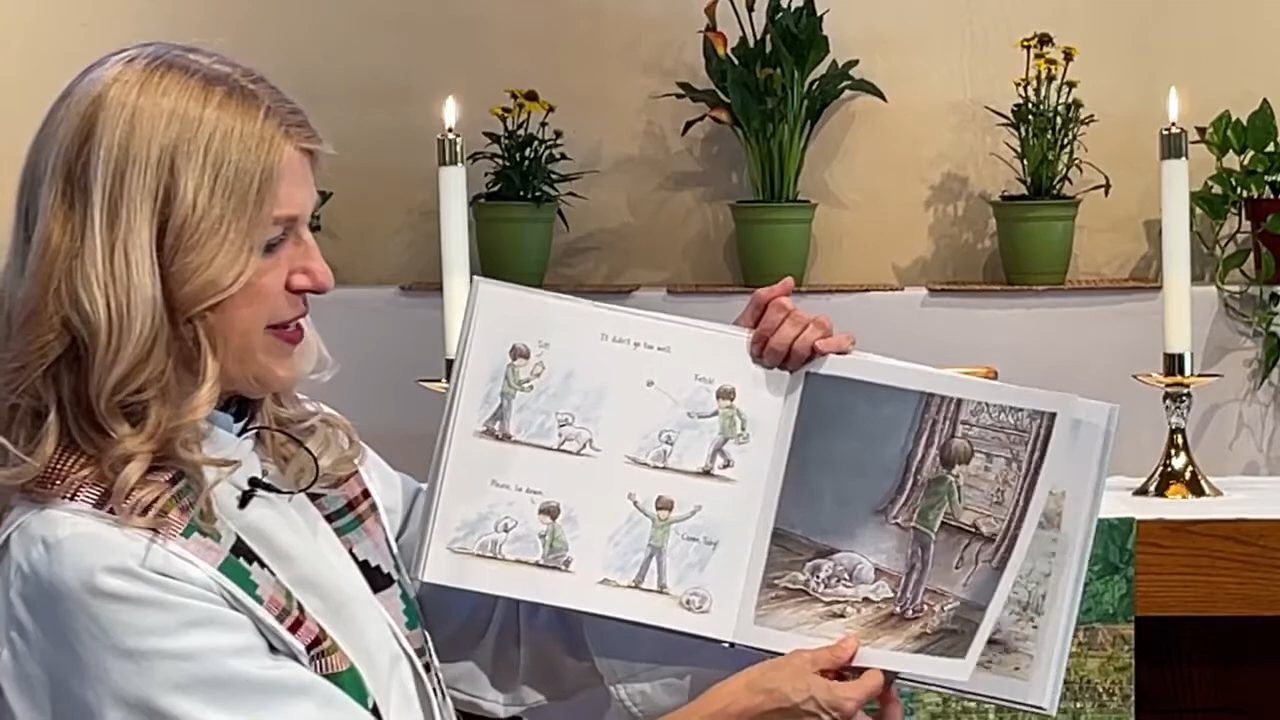 It didn't go too well.
Sit!
Fetch!
Please, lie down.
Come, Toby!